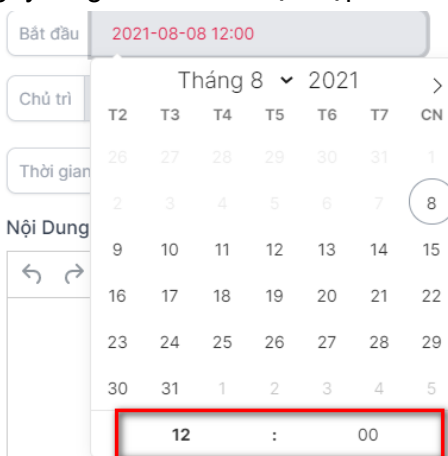 Bắt đầu 2021-08-08 12:00
Tháng 8 2021
Chủ trì
T2 T3 T4 T5 T6 T7 CN
26 27 28 29 30 31 1
Thời gian
2 3 4 5 6 7 8
Nội Dung
9 10 11 12 13 14 15
16 17 18 19 20 21 22
23 24 25 26 27 28 29
30 31 1 2 3 4 5
12 : 00